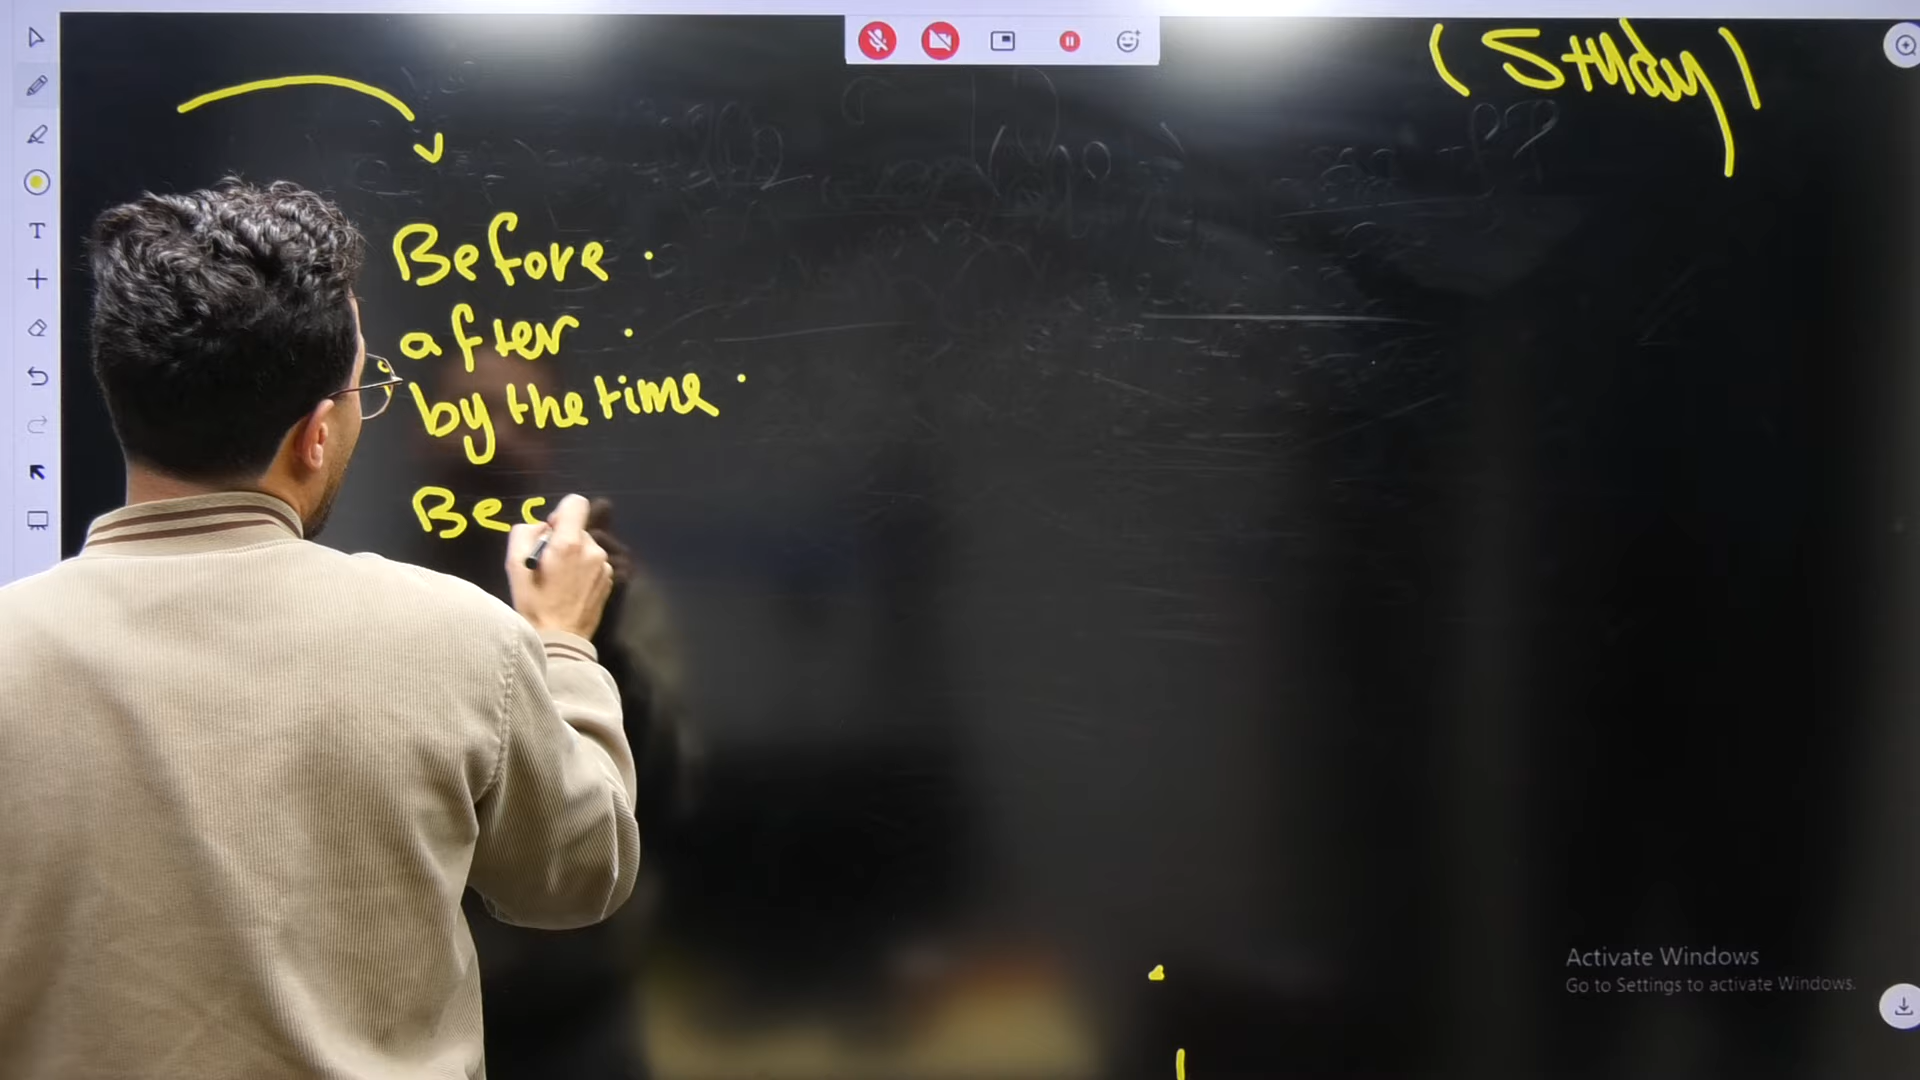 (Study)
Before .
after .
by the time .
Bec
Activate Windows
Go to Settings to activate Windows.